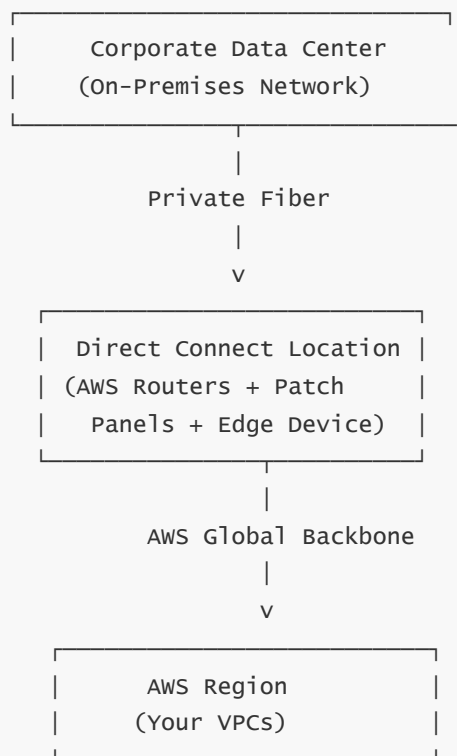 Corporate Data Center
(On-Premises Network)
Private Fiber
v
Direct Connect Location
(AWS Routers + Patch
Panels + Edge Device)
AWS Global Backbone
v
AWS Region
(Your VPCs)